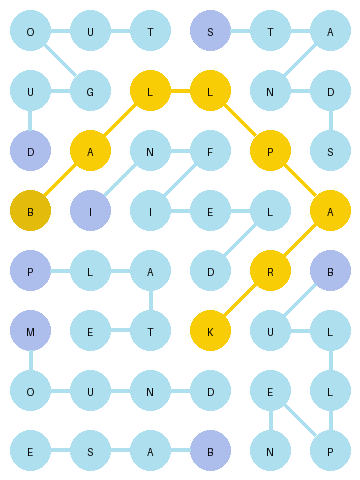 O U T S T A
U G L L N D
D A N F P S
B I I E L A
P L A D R B
M E T K U L
O U N D E L
E S A B N P